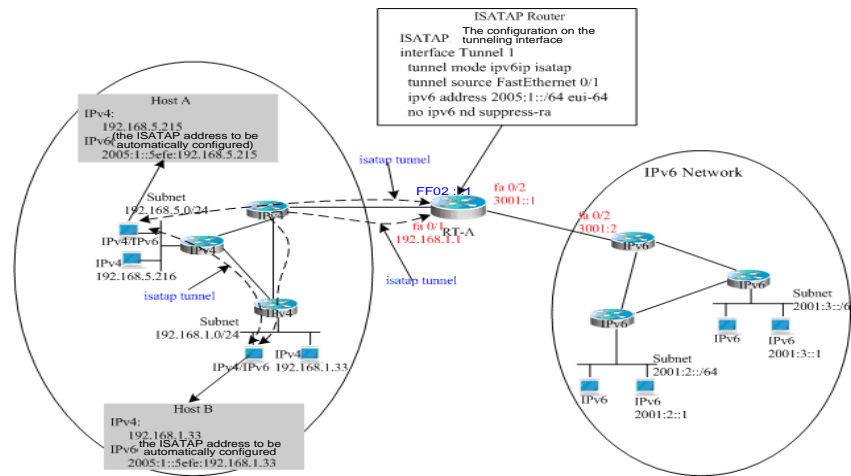 ISATAP Router
ISATAP The configuration on the
tunneling interface
interface Tunnel 1
tunnel mode ipv6ip isatap
tunnel source FastEthernet 0/1
ipv6 address 2005:1::/64 eui-64
no ipv6 nd suppress-ra
Host A
IPv4:
192.168.5.215
IPv6(the ISATAP address to be
automatically configured)
2005:1::5efe:192.168.5.215
isatap tunnel
Subnet
192.168.5.0/24
IPv4
FF02 ::1
fa 0/2
3001::1
IPv6 Network
fa 0/1
192.168.1.1
RT-A
fa 0/2
3001:2
IPv6
IPv4/IPv6
IPv4
IPv4
192.168.5.216
isatap tunnel
isatap tunnel
IPv4
Subnet
192.168.1.0/24
IPv4/IPv6
IPv4
192.168.1.33
IPv6
IPv6
Subnet
2001:3::/6
IPv6
IPv6
2001:3::1
Subnet
2001:2::/64
IPv6
IPv6
2001:2::1
Host B
IPv4:
192.168.1.33
IPv6 the ISATAP address to be
automatically configured
2005:1::5efe:192.168.1.33